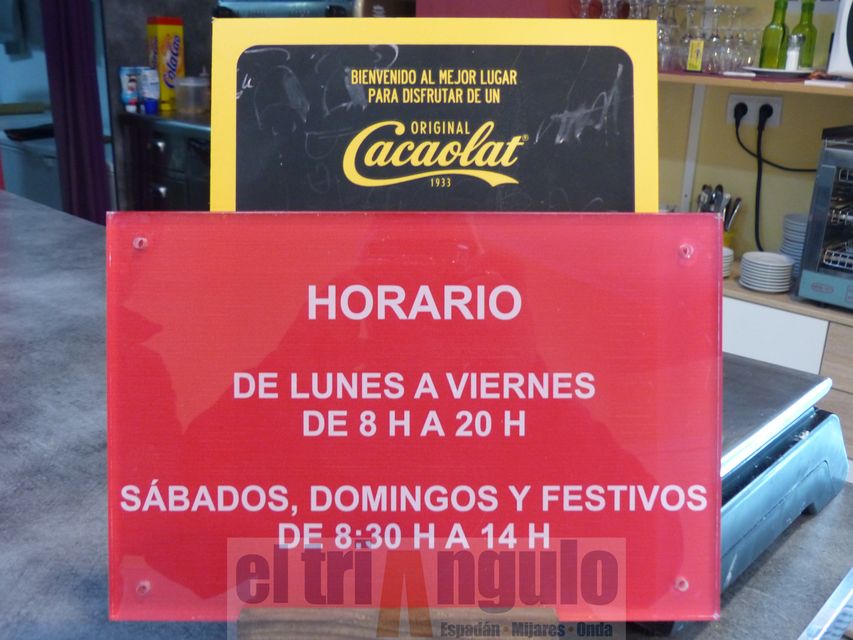 ColaCao
BIENVENIDO AL MEJOR LUGAR
PARA DISFRUTAR DE UN
ORIGINAL
Cacaolat®
1933
HORARIO
DE LUNES A VIERNES
DE 8 H A 20 H
SÁBADOS, DOMINGOS Y FESTIVOS
DE 8:30 H A 14 H
el triAngulo
Espadán • Mijares • Onda